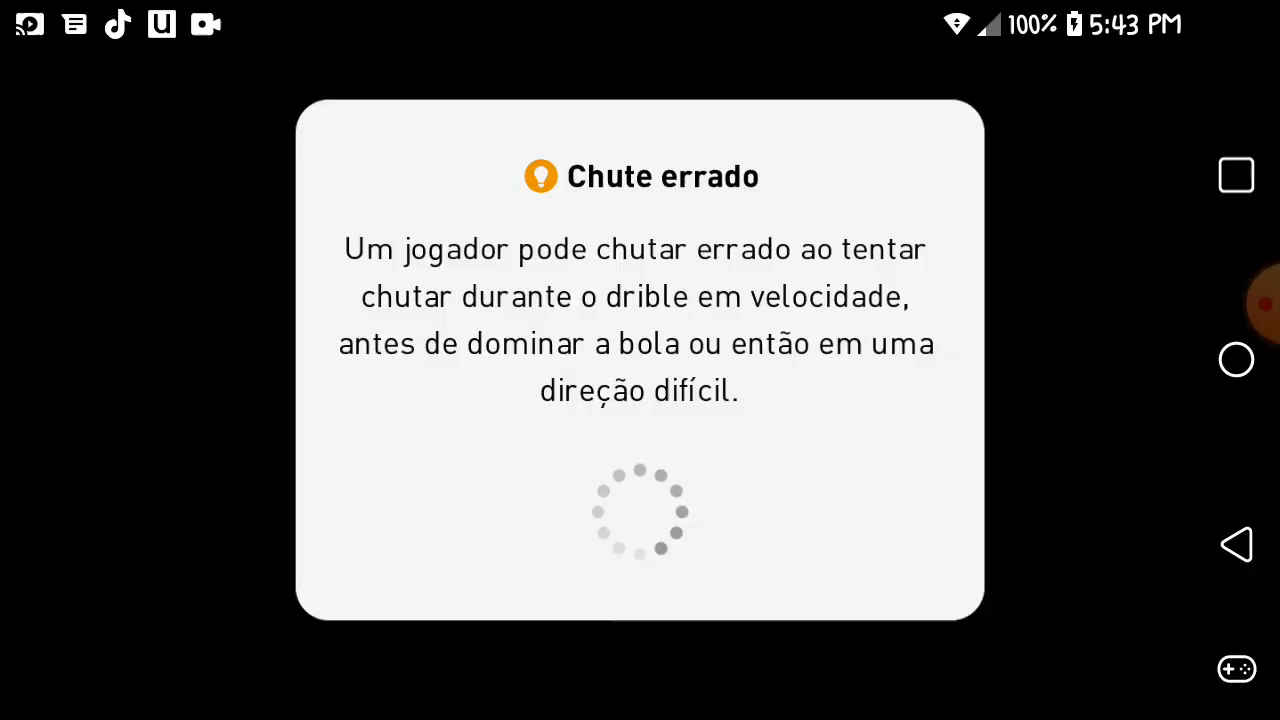 100% 5:43 PM
Chute errado
Um jogador pode chutar errado ao tentar
chutar durante o drible em velocidade,
antes de dominar a bola ou então em uma
direção difícil.